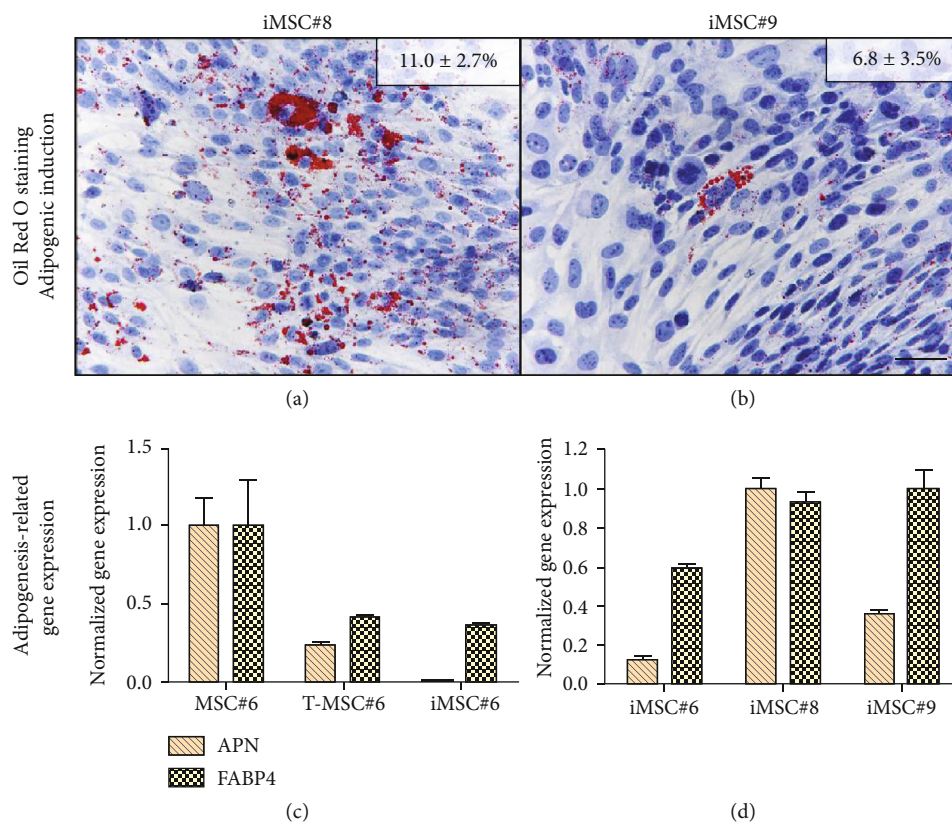 iMSC#8
iMSC#9
11.0 ± 2.7%
6.8 ± 3.5%
Oil Red O staining
Adipogenic induction
(a)
(b)
Adipogenesis-related
gene expression
Normalized gene expression
1.5
1.0
0.5
0.0
MSC#6
T-MSC#6
iMSC#6
APN
FABP4
(c)
Normalized gene expression
1.2
1.0
0.8
0.6
0.4
0.2
0.0
iMSC#6
iMSC#8
iMSC#9
(d)